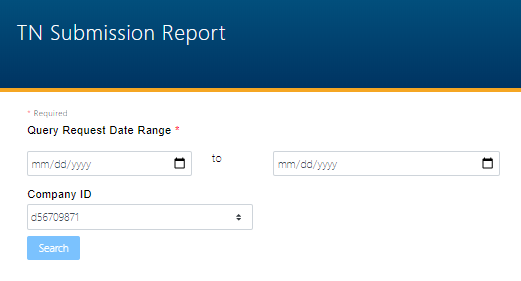 TN Submission Report
* Required
Query Request Date Range *
mm/dd/yyyy to mm/dd/yyyy
Company ID
d56709871
Search